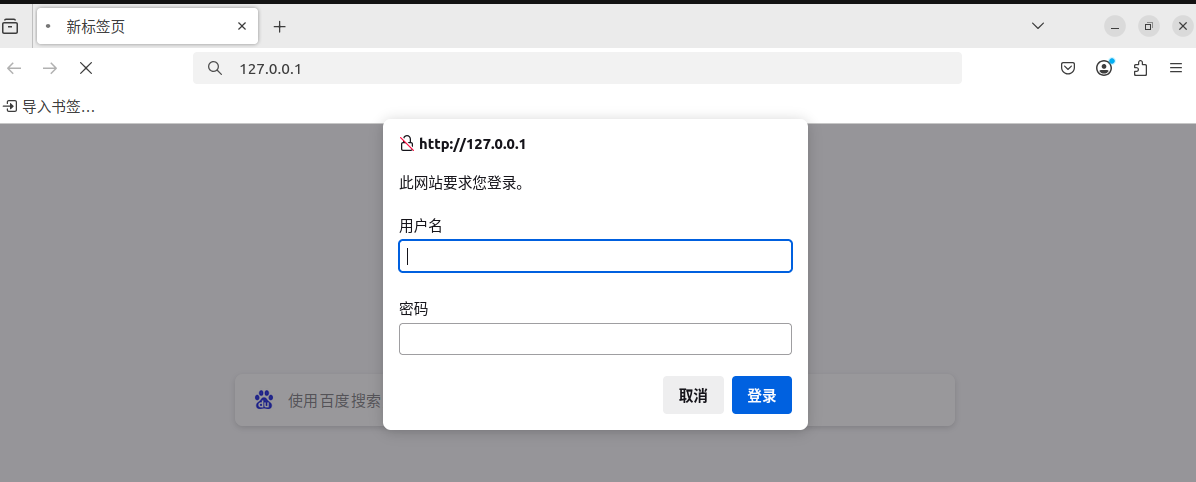 新标签页
127.0.0.1
导入书签…
http://127.0.0.1
此网站要求您登录。
用户名
密码
取消 登录
du 使用百度搜索